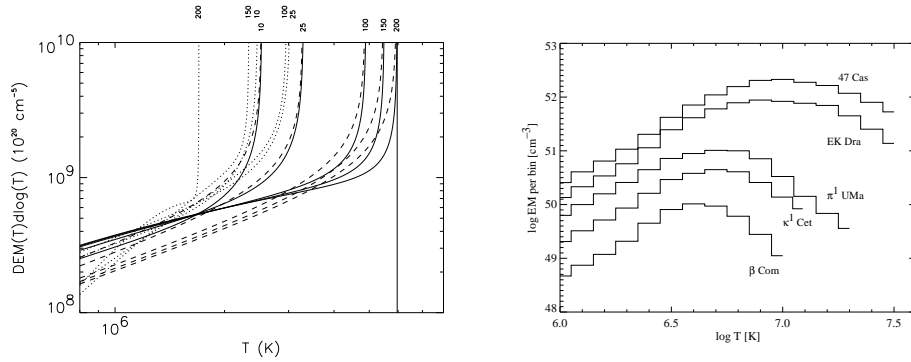 200
150
10
100
25
25
100
150
200
10^10
10^9
10^8
DEM(T)dlog(T) (10^20 cm^-5)
10^6
T (K)
53
52
51
50
49
48
log EM per bin [cm^-3]
47 Cas
EK Dra
π^1 UMa
κ^1 Cet
β Com
6.0
6.5
7.0
7.5
log T [K]